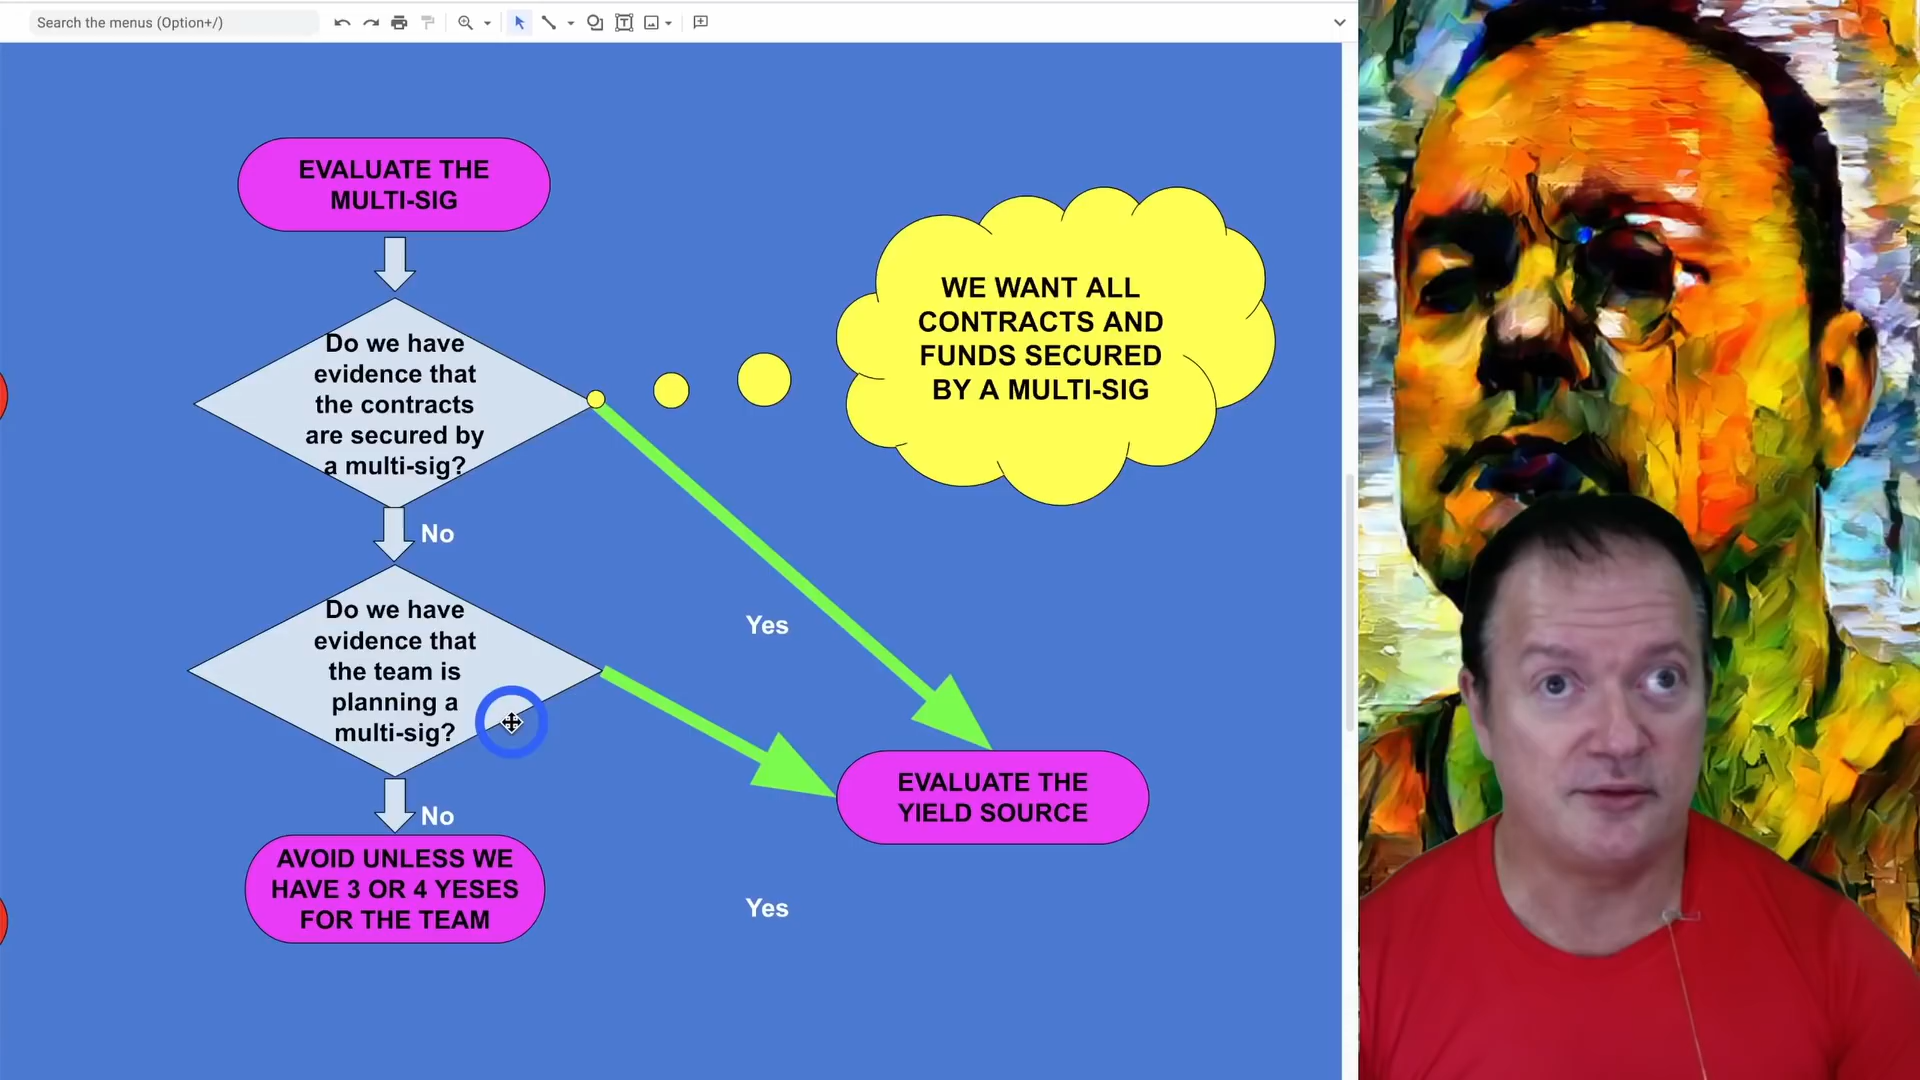 Search the menus (Option+/)
EVALUATE THE
MULTI-SIG
WE WANT ALL
CONTRACTS AND
FUNDS SECURED
BY A MULTI-SIG
Do we have
evidence that
the contracts
are secured by
a multi-sig?
No
Yes
Do we have
evidence that
the team is
planning a
multi-sig?
EVALUATE THE
YIELD SOURCE
No
AVOID UNLESS WE
HAVE 3 OR 4 YESES
FOR THE TEAM
Yes